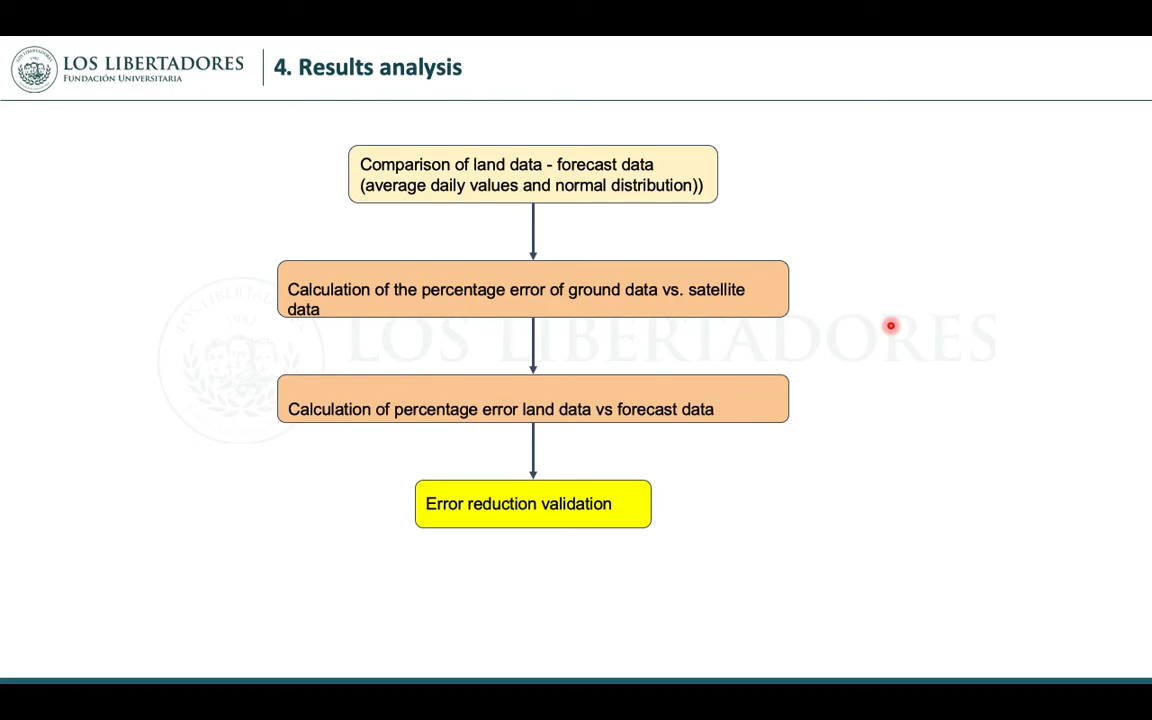 LOS LIBERTADORES
FUNDACIÓN UNIVERSITARIA
4. Results analysis
Comparison of land data - forecast data
(average daily values and normal distribution))
Calculation of the percentage error of ground data vs. satellite
data
LOS LIBERTADORES
Calculation of percentage error land data vs forecast data
Error reduction validation